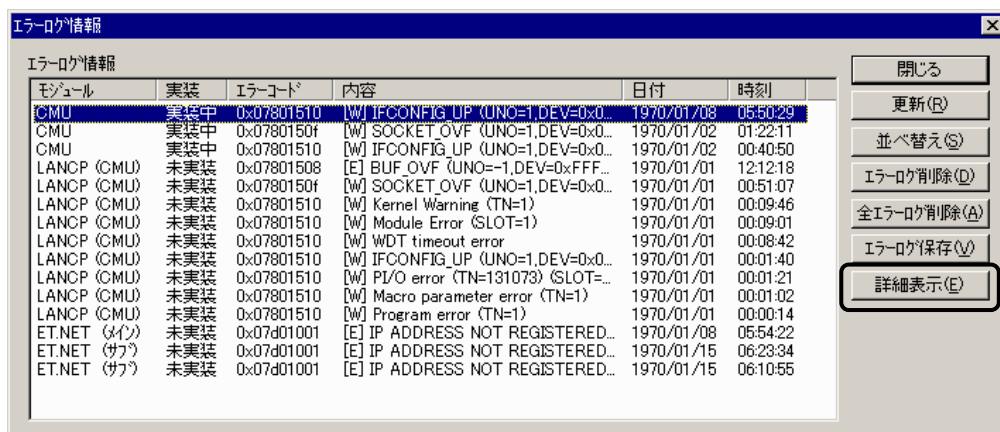 エラーログ情報
エラーログ情報
モジュール 実装 エラーコード 内容 日付 時刻
CMU 実装中 0x07801510 [W] IFCONFIG_UP (UNO=1,DEV=0x0... 1970/01/08 05:50:29
CMU 実装中 0x0780150f [W] SOCKET_OVF (UNO=1,DEV=0x0... 1970/01/02 01:22:11
CMU 実装中 0x07801510 [W] IFCONFIG_UP (UNO=1,DEV=0x0... 1970/01/02 00:40:50
LANCP (CMU) 未実装 0x07801508 [E] BUF_OVF (UNO=-1,DEV=0xFFF... 1970/01/01 12:12:18
LANCP (CMU) 未実装 0x0780150f [W] SOCKET_OVF (UNO=1,DEV=0x0... 1970/01/01 00:51:07
LANCP (CMU) 未実装 0x07801510 [W] Kernel Warning (TN=1) 1970/01/01 00:09:46
LANCP (CMU) 未実装 0x07801510 [W] Module Error (SLOT=1) 1970/01/01 00:09:01
LANCP (CMU) 未実装 0x07801510 [W] WDT timeout error 1970/01/01 00:08:42
LANCP (CMU) 未実装 0x07801510 [W] IFCONFIG_UP (UNO=1,DEV=0x0... 1970/01/01 00:01:40
LANCP (CMU) 未実装 0x07801510 [W] PI/O error (TN=131073) (SLOT=... 1970/01/01 00:01:21
LANCP (CMU) 未実装 0x07801510 [W] Macro parameter error (TN=1) 1970/01/01 00:01:02
LANCP (CMU) 未実装 0x07801510 [W] Program error (TN=1) 1970/01/01 00:00:14
ET.NET (メイン) 未実装 0x07d01001 [E] IP ADDRESS NOT REGISTERED... 1970/01/08 05:54:22
ET.NET (サブ) 未実装 0x07d01001 [E] IP ADDRESS NOT REGISTERED... 1970/01/15 06:23:34
ET.NET (サブ) 未実装 0x07d01001 [E] IP ADDRESS NOT REGISTERED... 1970/01/15 06:10:55
閉じる
更新(R)
並べ替え(S)
エラーログ削除(D)
全エラーログ削除(A)
エラーログ保存(V)
詳細表示(E)